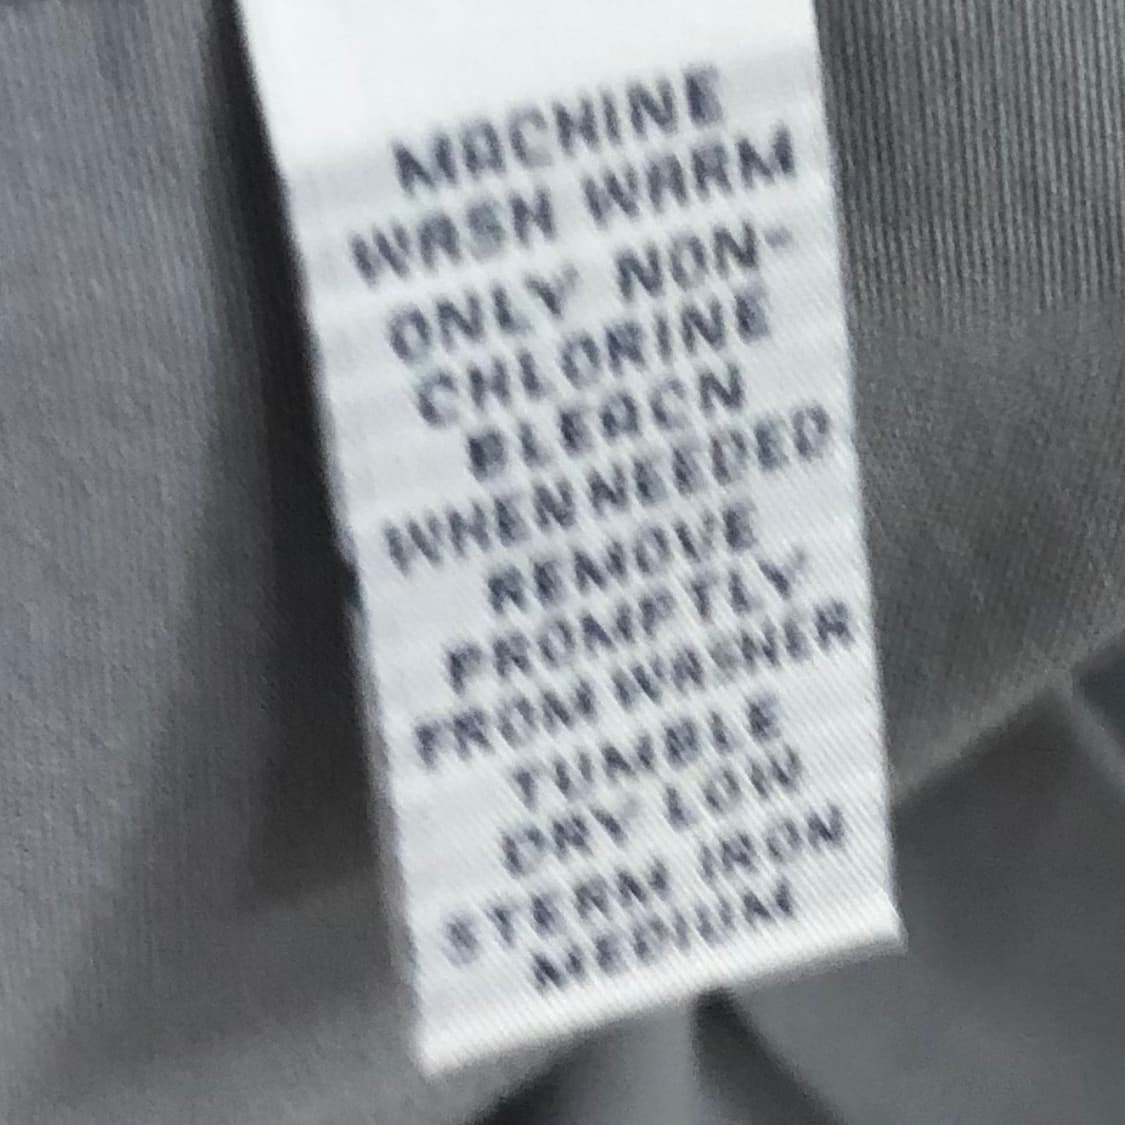 MACHINE
WASH WARM
ONLY NON-
CHLORINE
BLEACH
WHEN NEEDED
REMOVE
PROMPTLY
FROM WASHER
TUMBLE
DRY LOW
STEAM IRON
MEDIUM